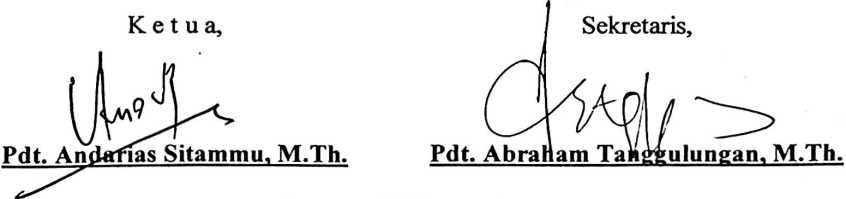 K e t u a,
Sekretaris,
Pdt. Andarias Sitammu, M.Th.
Pdt. Abraham Tanggulungan, M.Th.